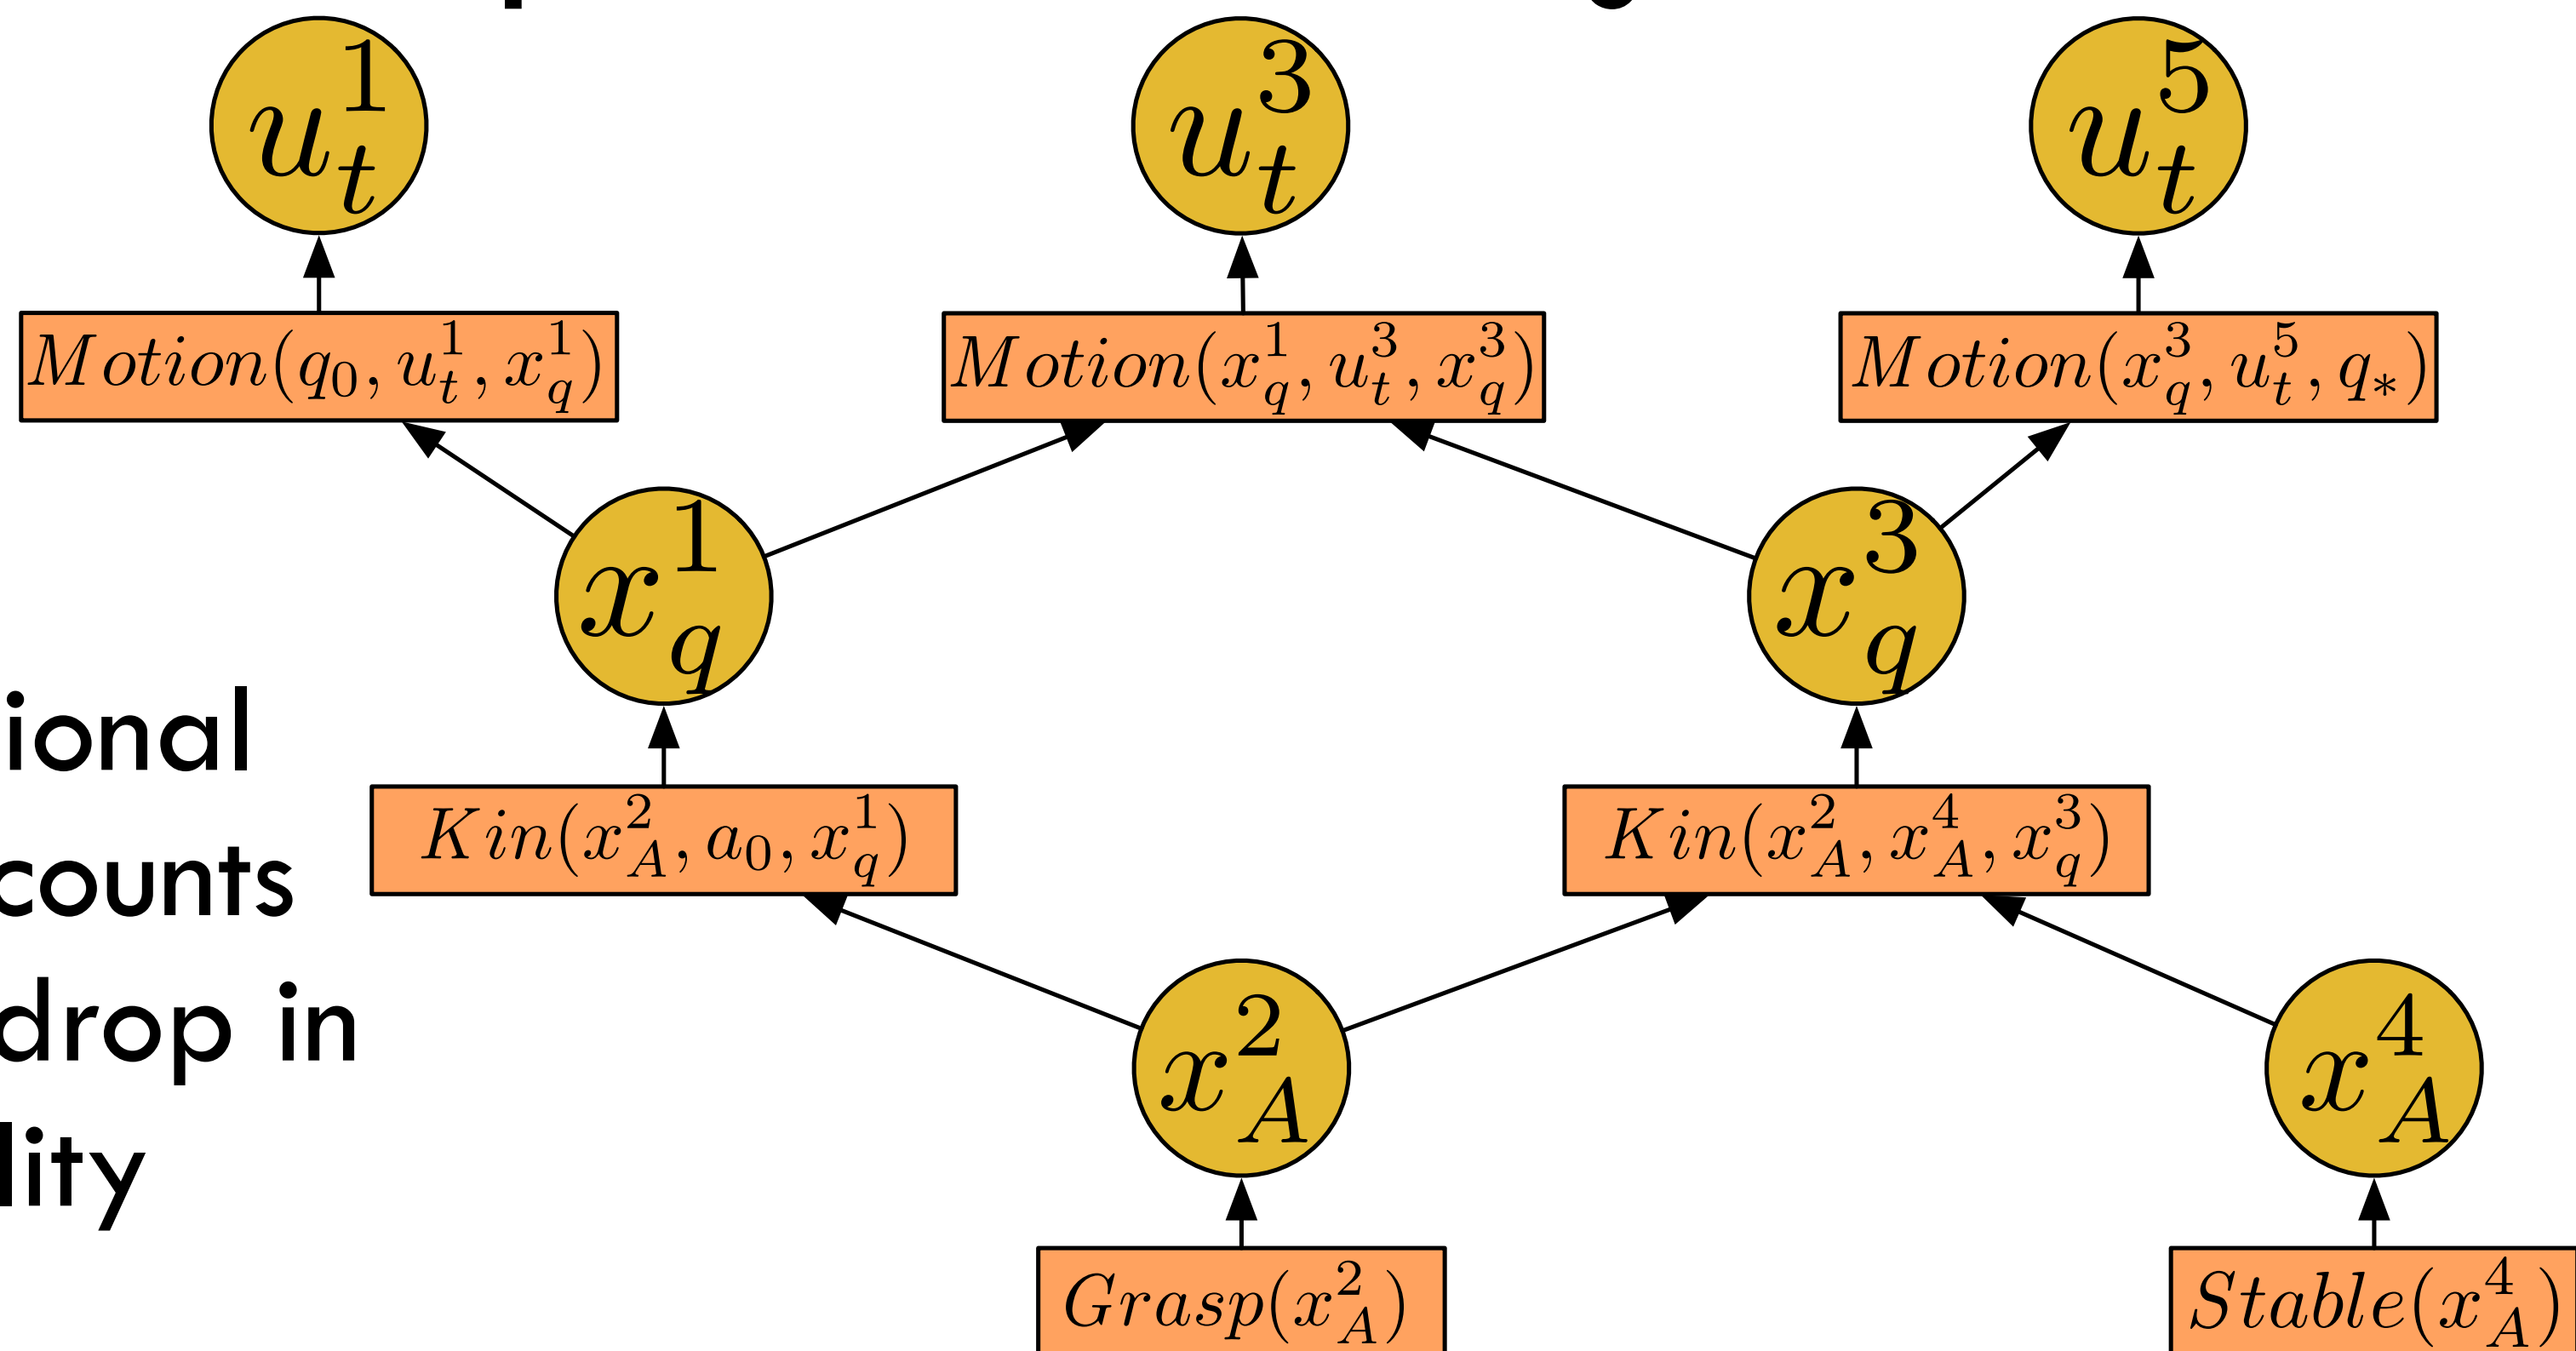 u_t^1
u_t^3
u_t^5
Motion(q_0, u_t^1, x_q^1)
Motion(x_q^1, u_t^3, x_q^3)
Motion(x_q^3, u_t^5, q_*)
x_q^1
x_q^3
ional
Kin(x_A^2, a_0, x_q^1)
Kin(x_A^2, x_A^4, x_q^3)
counts
drop in
x_A^2
x_A^4
lity
Grasp(x_A^2)
Stable(x_A^4)